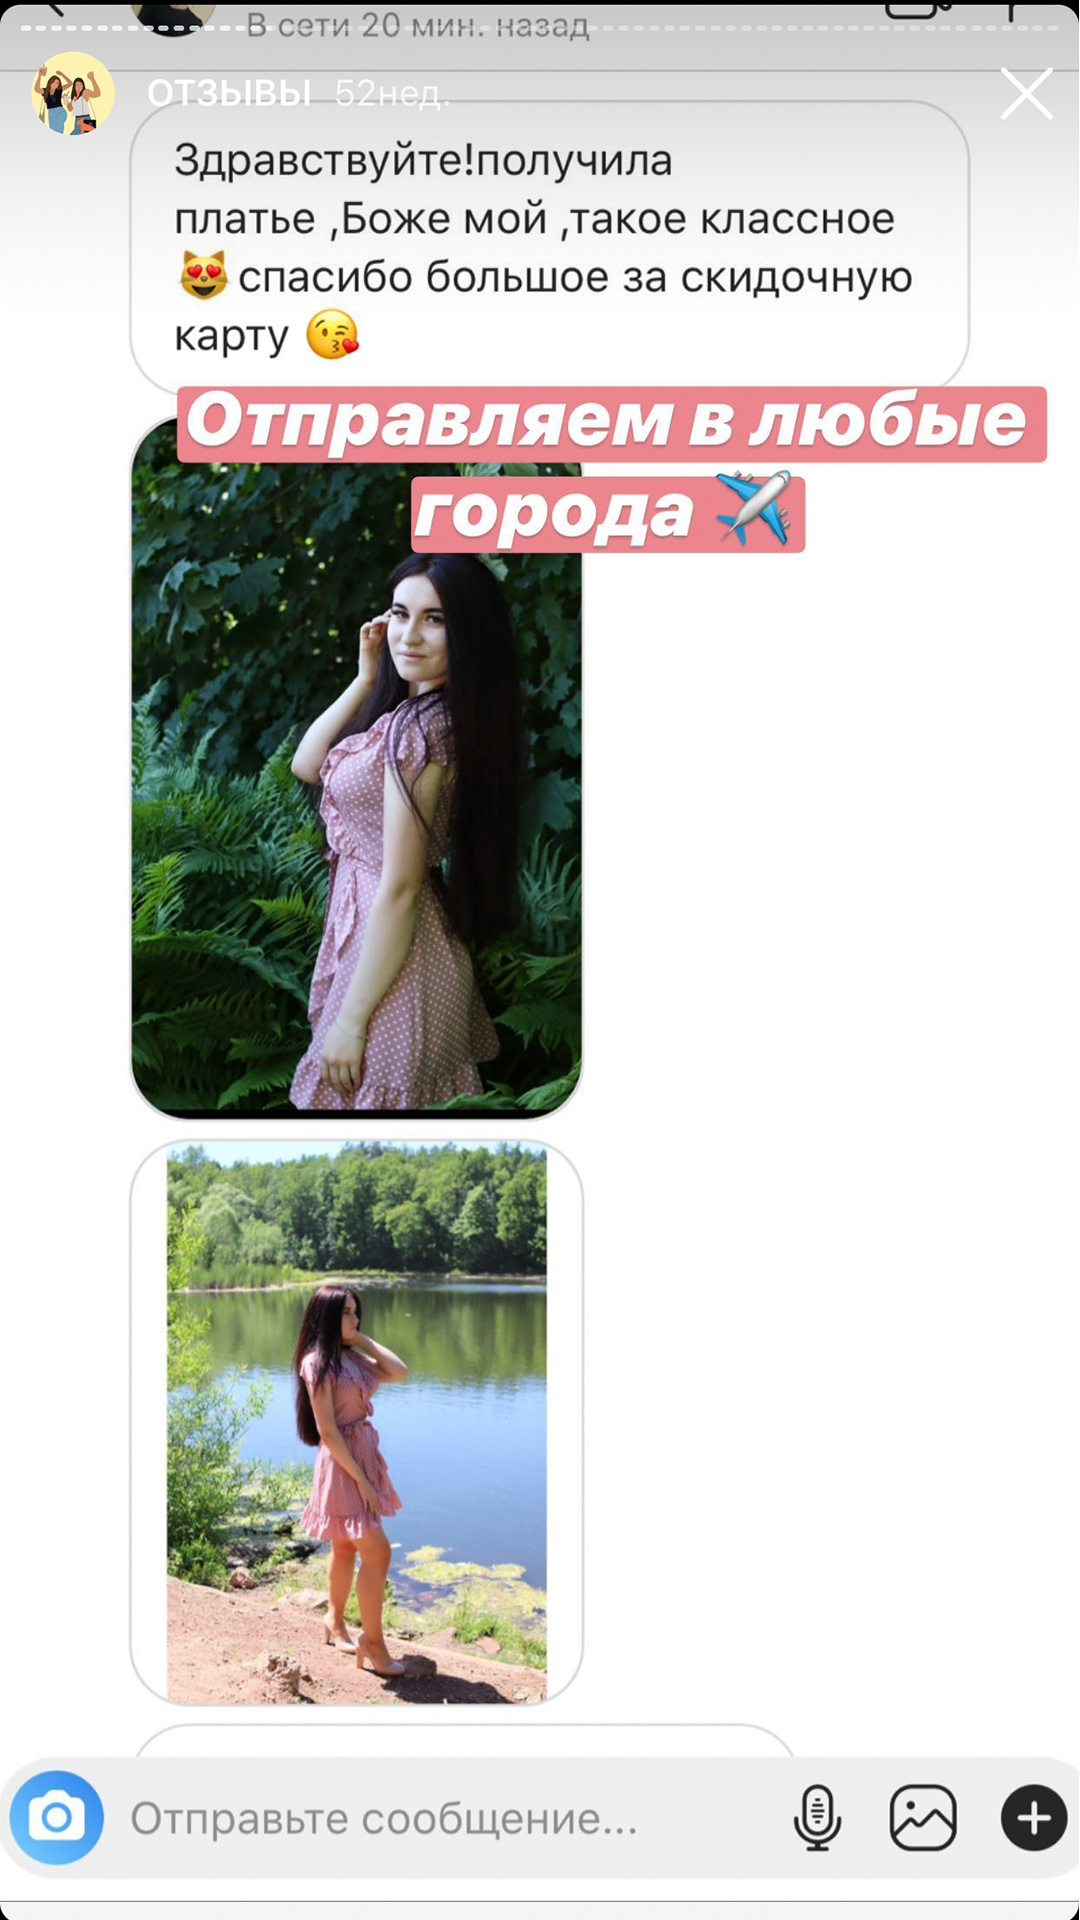 В сети 20 мин. назад
ОТЗЫВЫ 52нед.
Здравствуйте!получила
платье ,Боже мой ,такое классное
😻спасибо большое за скидочную
карту 😘
Отправляем в любые
города ✈️
Отправьте сообщение...